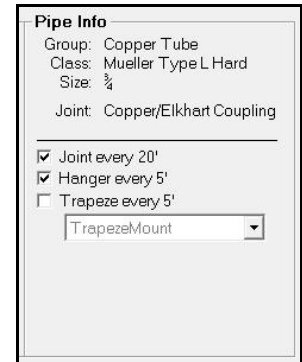 Pipe Info
Group: Copper Tube
Class: Mueller Type L Hard
Size: ¾
Joint: Copper/Elkhart Coupling
Joint every 20'
Hanger every 5'
Trapeze every 5'
TrapezeMount